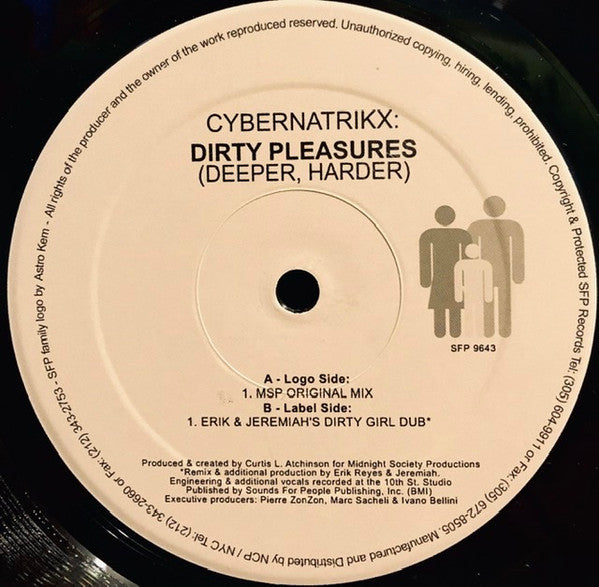 CYBERNATRIKX:
DIRTY PLEASURES
(DEEPER, HARDER)
SFP 9643
A - Logo Side:
1. MSP ORIGINAL MIX
B - Label Side:
1. ERIK & JEREMIAH'S DIRTY GIRL DUB*
Produced & created by Curtis L. Atchinson for Midnight Society Productions
*Remix & additional production by Erik Reyes & Jeremiah.
Engineering & additional vocals recorded at the 10th St. Studio
Published by Sounds For People Publishing, Inc. (BMI)
Executive producers: Pierre ZonZon, Marc Sacheli & Ivano Bellini
SFP family logo by Astro Kem - All rights of the producer and the owner of the work reproduced reserved. Unauthorized copying, hiring, lending, prohibited. Copyright & Protected SFP Records Tel: (305) 604-9911 or Fax: (305) 672-8505. Manufactured and Distributed by NCP / NYC Tel: (212) 343-2660 or Fax: (212) 343-2753 -